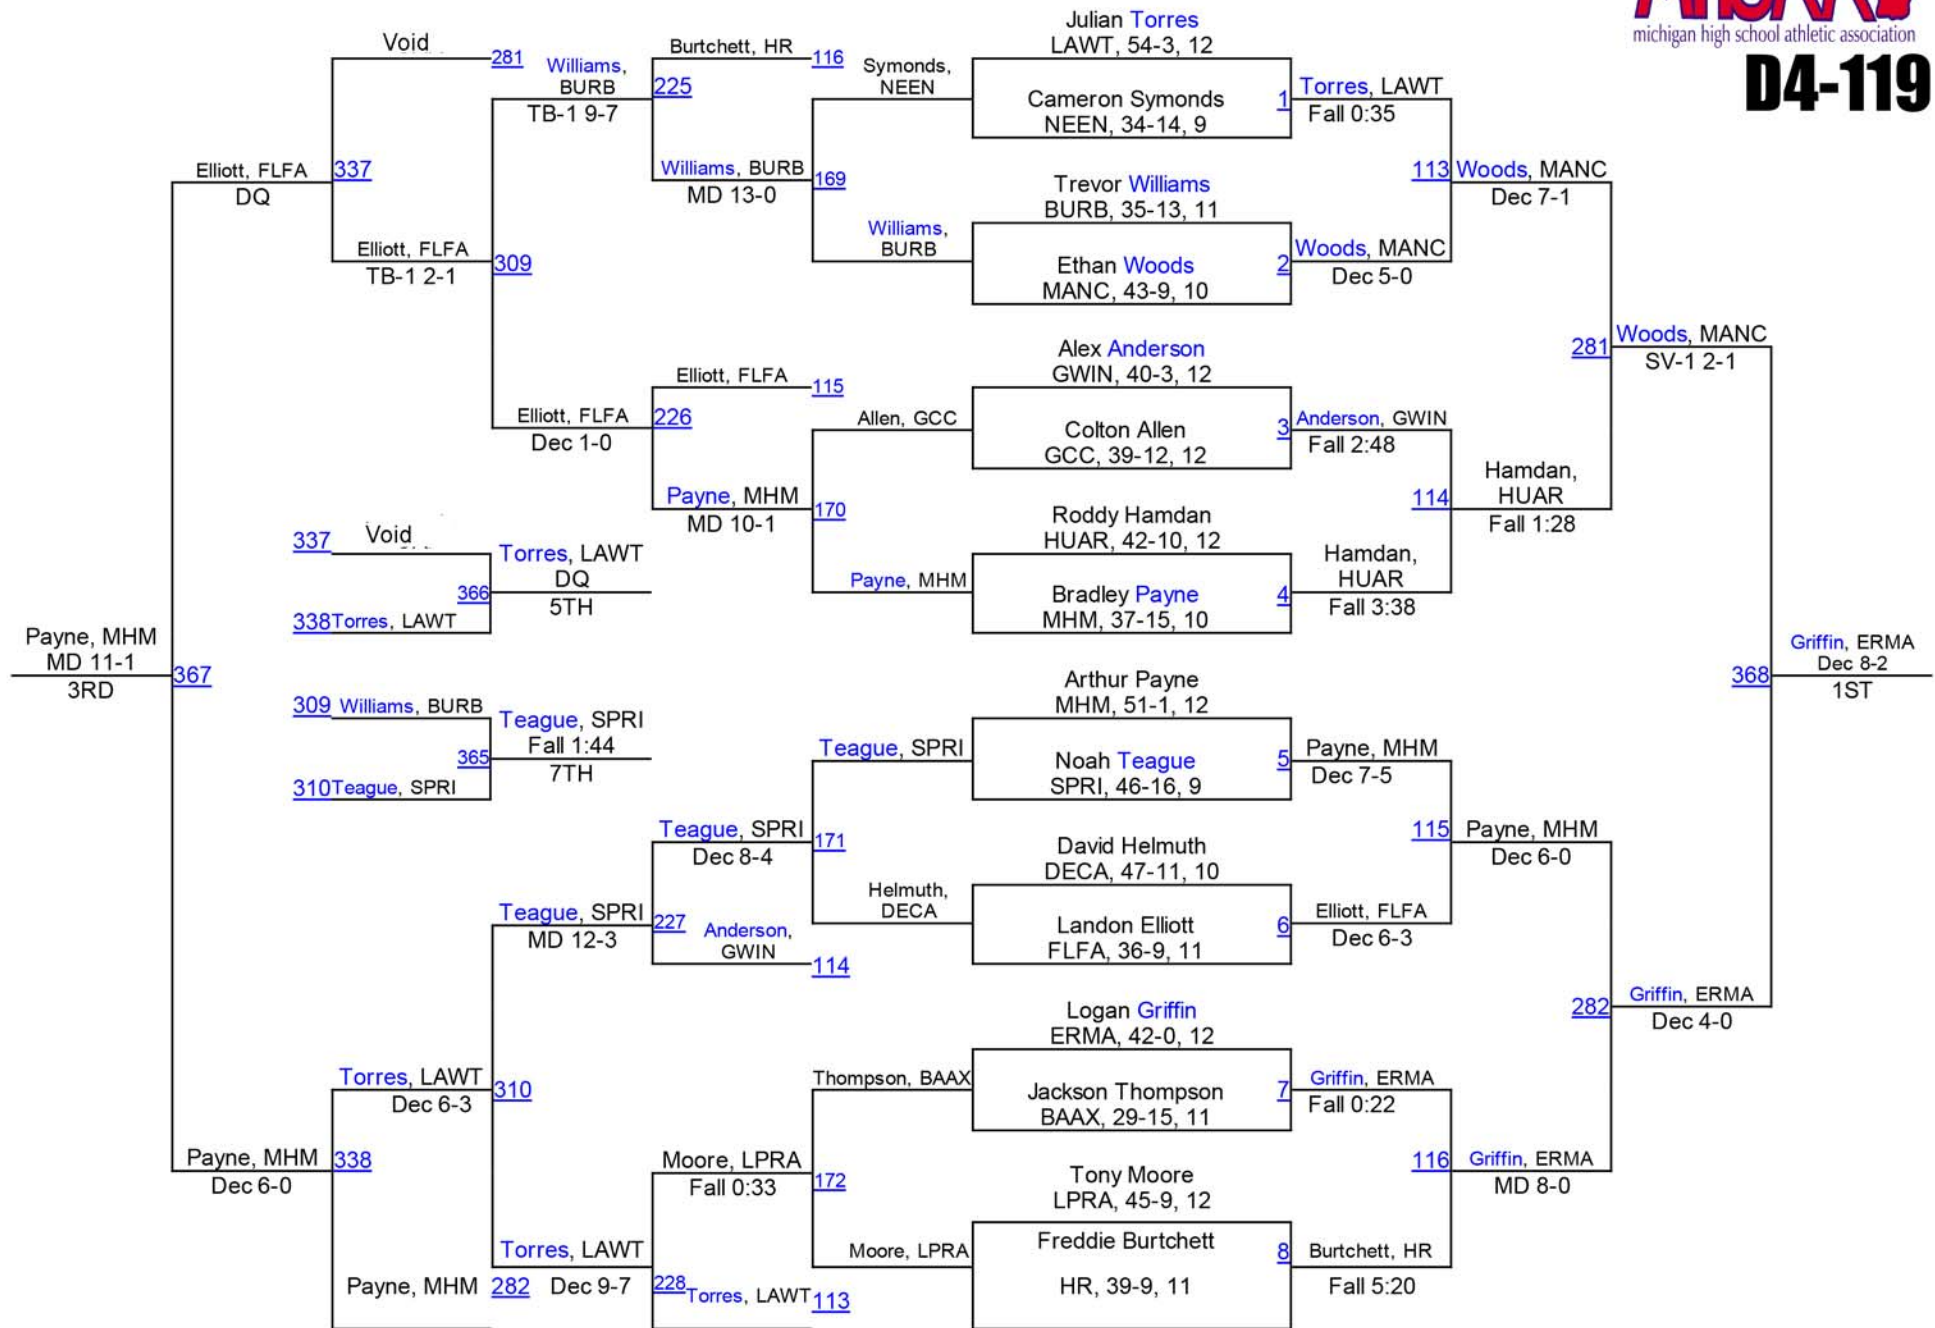 MHSAA
michigan high school athletic association
D4-119
Void
281
Williams,
BURB
TB-1 9-7
Burtchett, HR
116
225
Symonds,
NEEN
Julian Torres
LAWT, 54-3, 12
Cameron Symonds
NEEN, 34-14, 9
1
Torres, LAWT
Fall 0:35
Elliott, FLFA
DQ
337
Williams, BURB
MD 13-0
169
Trevor Williams
BURB, 35-13, 11
113
Woods, MANC
Dec 7-1
Elliott, FLFA
TB-1 2-1
309
Williams,
BURB
Ethan Woods
MANC, 43-9, 10
2
Woods, MANC
Dec 5-0
281
Woods, MANC
SV-1 2-1
Elliott, FLFA
115
Alex Anderson
GWIN, 40-3, 12
Elliott, FLFA
Dec 1-0
226
Allen, GCC
Colton Allen
GCC, 39-12, 12
3
Anderson, GWIN
Fall 2:48
Payne, MHM
MD 10-1
170
Roddy Hamdan
HUAR, 42-10, 12
114
Hamdan,
HUAR
Fall 1:28
337
Void
Torres, LAWT
DQ
5TH
366
338
Torres, LAWT
Payne, MHM
Bradley Payne
MHM, 37-15, 10
4
Hamdan,
HUAR
Fall 3:38
Payne, MHM
MD 11-1
3RD
367
Arthur Payne
MHM, 51-1, 12
368
Griffin, ERMA
Dec 8-2
1ST
309
Williams, BURB
Teague, SPRI
Fall 1:44
7TH
365
310
Teague, SPRI
Teague, SPRI
Noah Teague
SPRI, 46-16, 9
5
Payne, MHM
Dec 7-5
Teague, SPRI
Dec 8-4
171
David Helmuth
DECA, 47-11, 10
115
Payne, MHM
Dec 6-0
Teague, SPRI
MD 12-3
227
Anderson,
GWIN
114
Helmuth,
DECA
Landon Elliott
FLFA, 36-9, 11
6
Elliott, FLFA
Dec 6-3
Logan Griffin
ERMA, 42-0, 12
282
Griffin, ERMA
Dec 4-0
Torres, LAWT
Dec 6-3
310
Thompson, BAAX
Jackson Thompson
BAAX, 29-15, 11
7
Griffin, ERMA
Fall 0:22
Payne, MHM
Dec 6-0
338
Moore, LPRA
Fall 0:33
172
Tony Moore
LPRA, 45-9, 12
116
Griffin, ERMA
MD 8-0
Torres, LAWT
Dec 9-7
Payne, MHM
282
228
Torres, LAWT
113
Moore, LPRA
Freddie Burtchett
HR, 39-9, 11
8
Burtchett, HR
Fall 5:20